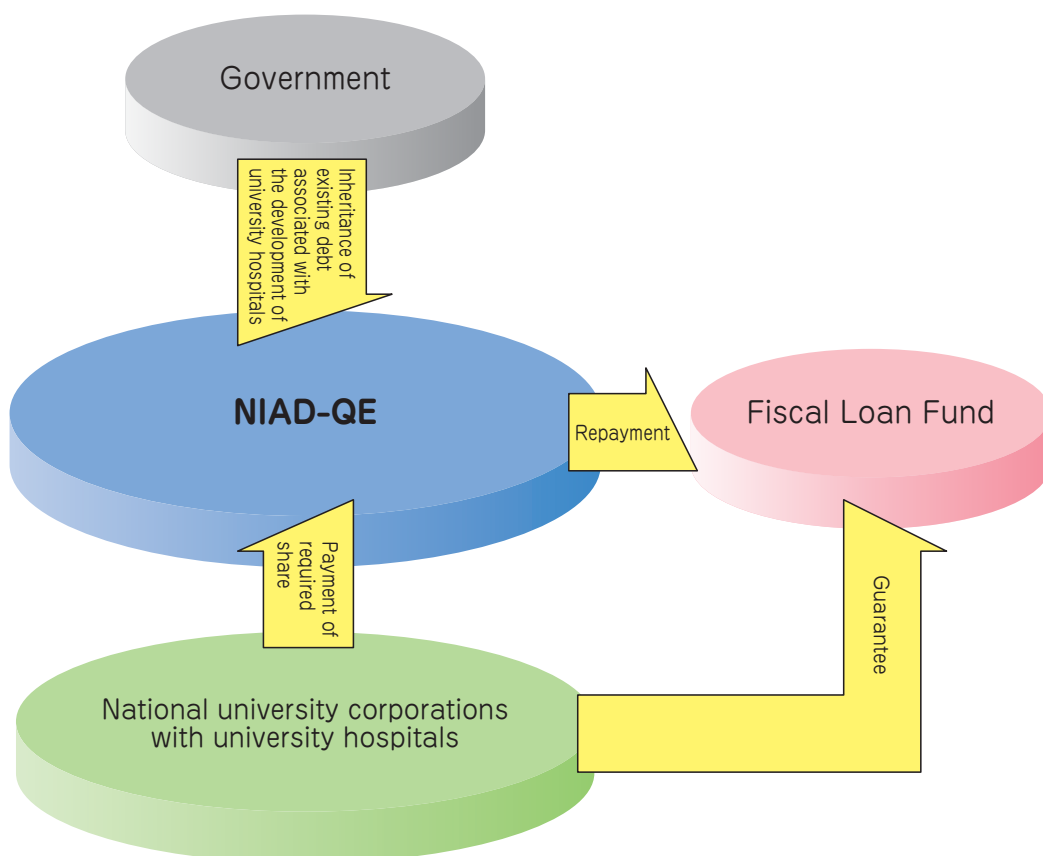 Government
Inheritance of
existing debt
associated with
the development of
university hospitals
NIAD-QE
Repayment
Fiscal Loan Fund
Payment of
required
share
Guarantee
National university corporations
with university hospitals